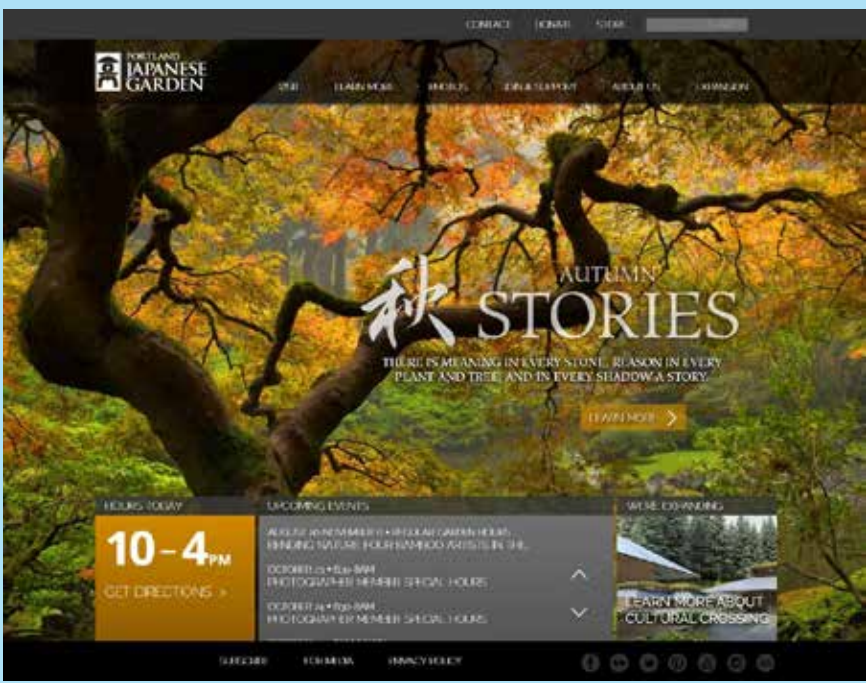 CONTACT DONATE STORE
PORTLAND
JAPANESE
GARDEN
VISIT LEARN MORE PHOTOS JOIN & SUPPORT ABOUT US EXPANSION
秋
AUTUMN
STORIES
THERE IS MEANING IN EVERY STONE, REASON IN EVERY
PLANT AND TREE, AND IN EVERY SHADOW A STORY.
LEARN MORE
HOURS TODAY
10-4PM
GET DIRECTIONS >
UPCOMING EVENTS
REGULAR GARDEN HOURS
BENDING NATURE: FOUR BAMBOO ARTISTS IN THE...
PHOTOGRAPHER MEMBER SPECIAL HOURS
PHOTOGRAPHER MEMBER SPECIAL HOURS
WE'RE EXPANDING
LEARN MORE ABOUT
CULTURAL CROSSING
SUBSCRIBE FOR MEDIA PRIVACY POLICY